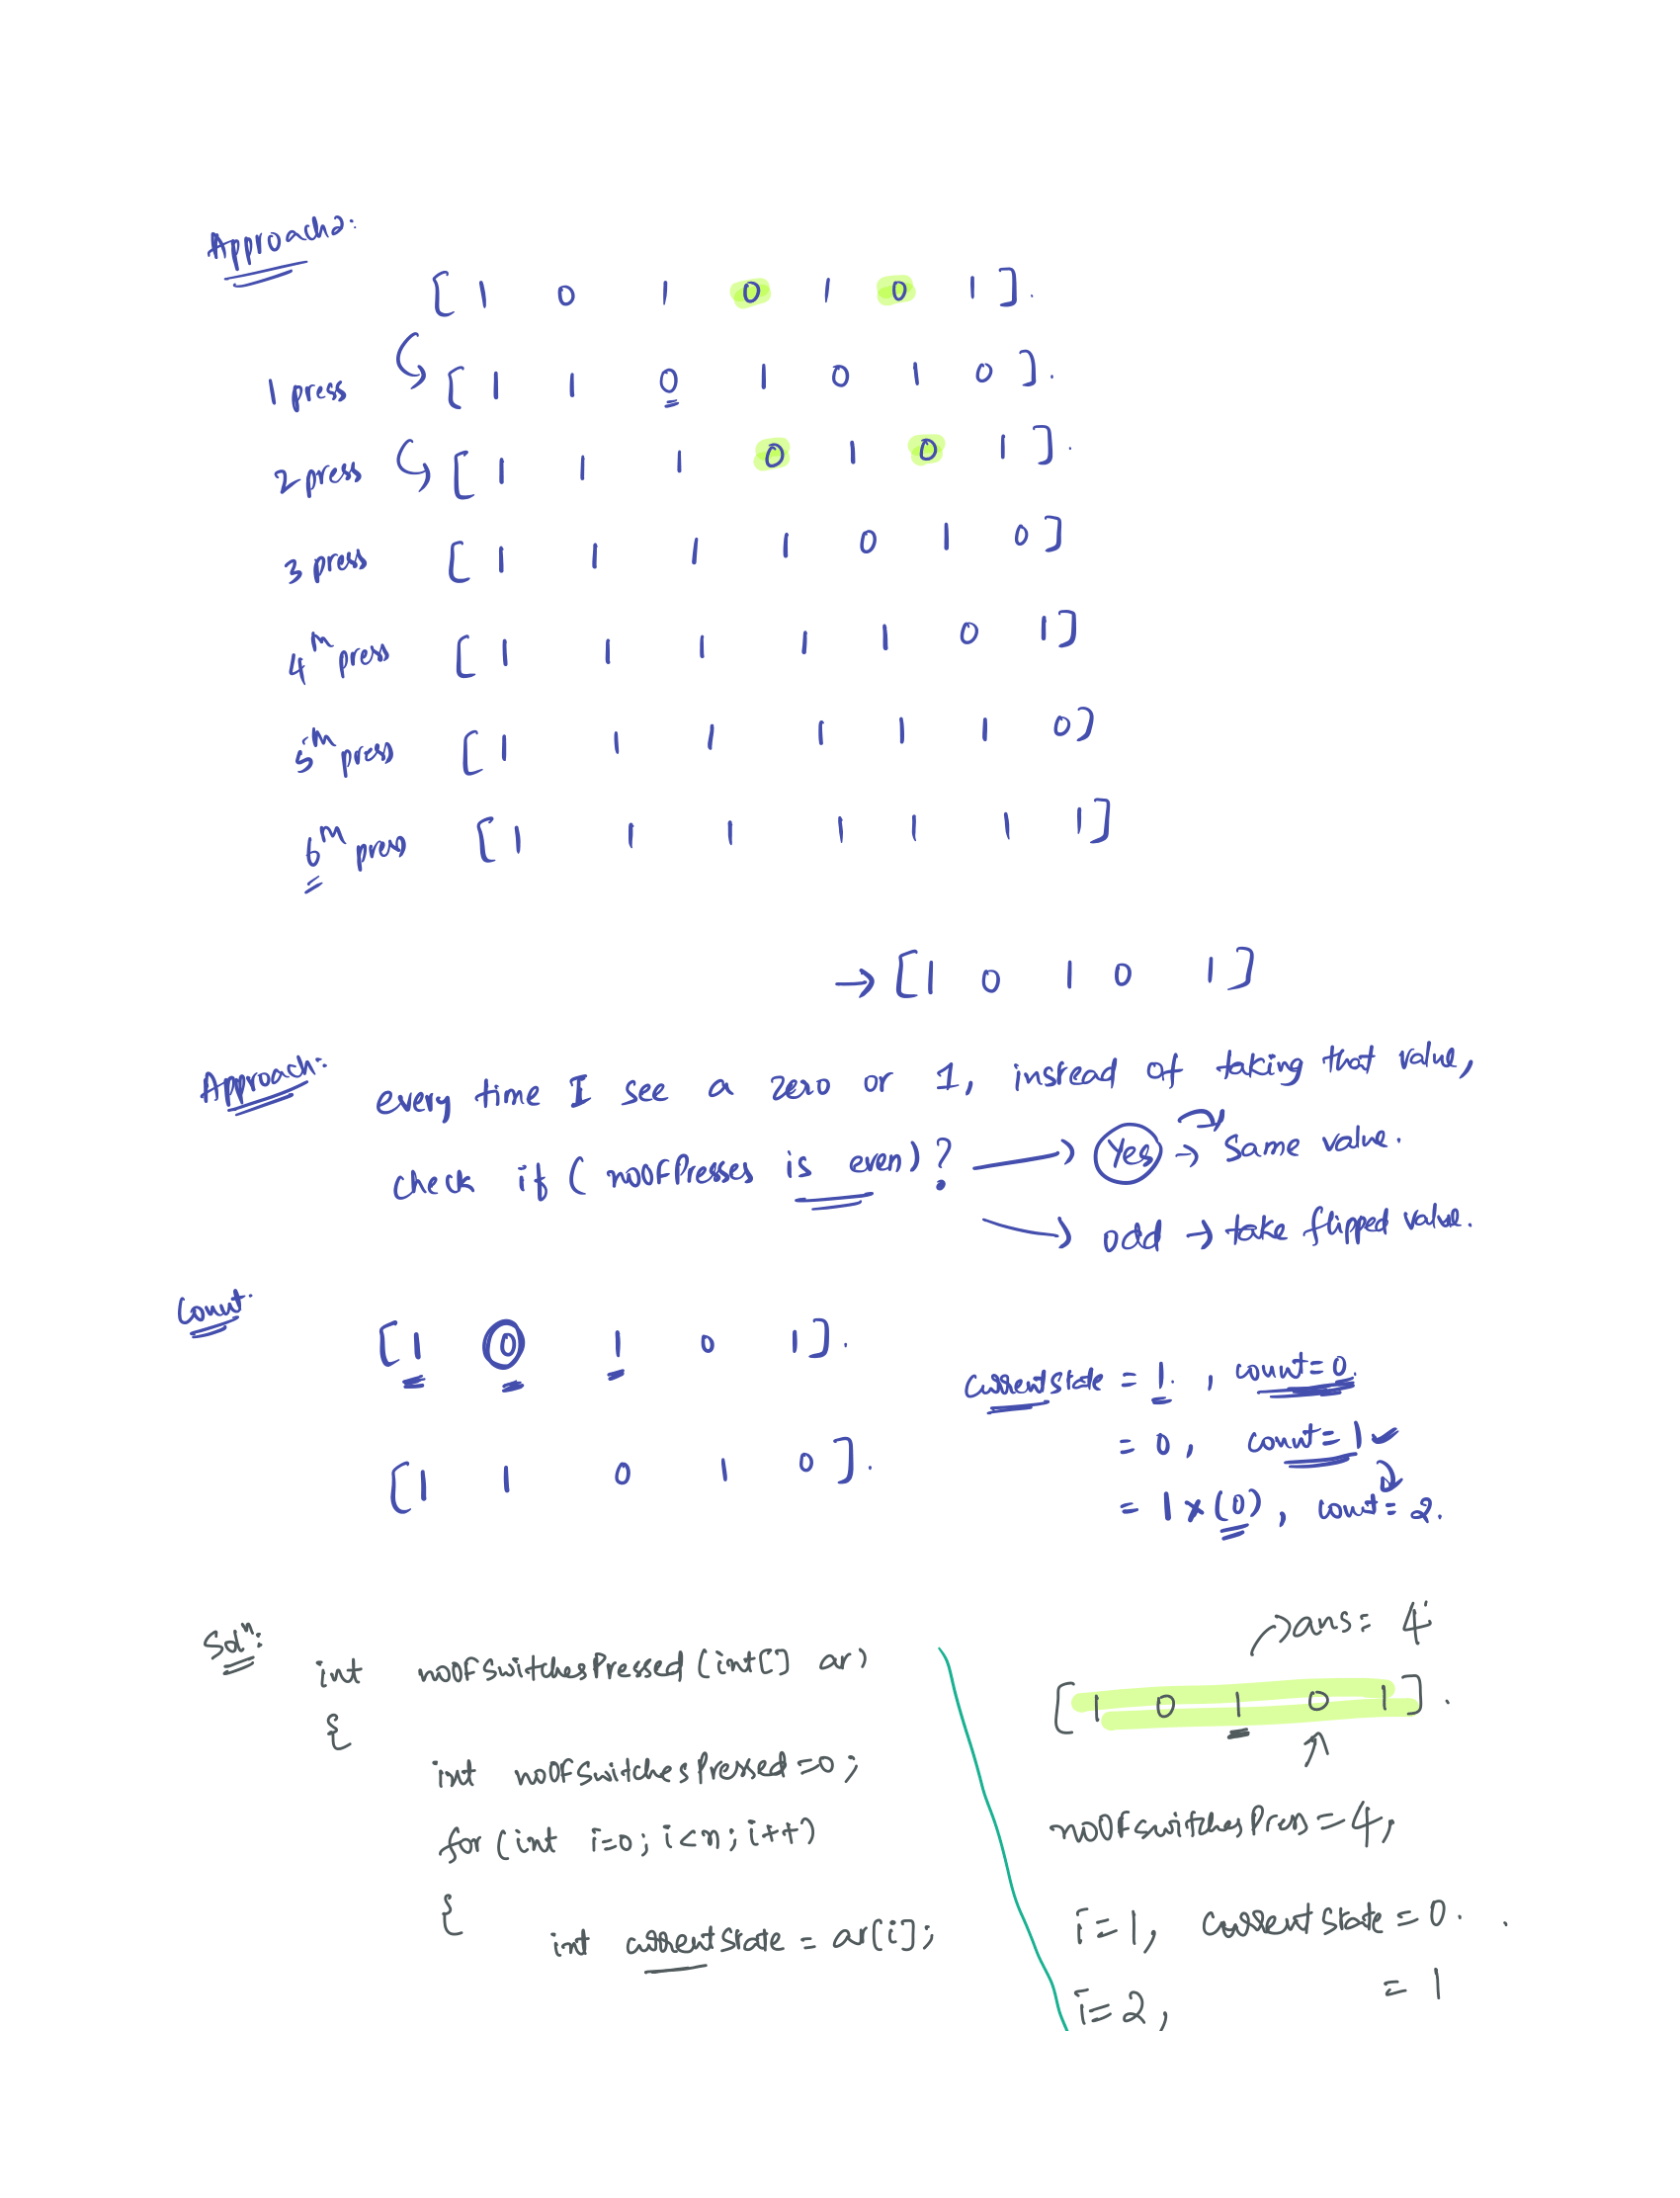 Approach2:
[ 1 0 1 0 1 0 1 ].
1 press [ 1 1 0 1 0 1 0 ].
2 press [ 1 1 1 0 1 0 1 ].
3 press [ 1 1 1 1 0 1 0 ]
4th press [ 1 1 1 1 1 0 1 ]
5th press [ 1 1 1 1 1 1 0 ]
6th press [ 1 1 1 1 1 1 1 ]
→ [ 1 0 1 0 1 ]
Approach: every time I see a zero or 1, instead of taking that value,
check if ( noOfPresses is even) ? → Yes → Same value.
→ odd → take flipped value.
Count:
[ 1 0 1 0 1 ].
[ 1 1 0 1 0 ].
currentState = 1. , count=0.
= 0 , count=1 ✓
= 1 x (0) , count=2.
Soln:
int noOfSwitchesPressed (int[] ar)
{
int noOfSwitchesPressed =0 ;
for (int i=0 ; i<n ; i++)
{
int currentState = ar[i];
ans= 4
[ 1 0 1 0 1 ] .
noOfswitchesPress =4,
i=1, currentState =0. .
i=2, = 1